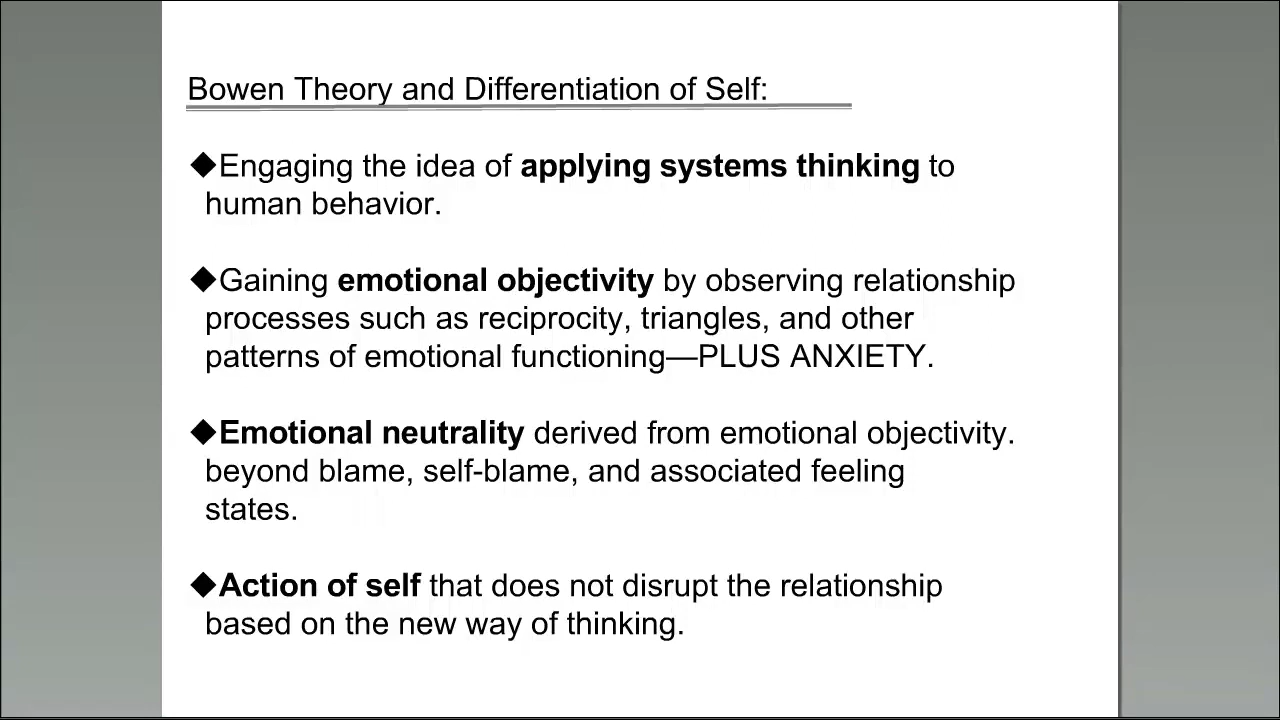 Bowen Theory and Differentiation of Self:
◆Engaging the idea of applying systems thinking to
human behavior.
◆Gaining emotional objectivity by observing relationship
processes such as reciprocity, triangles, and other
patterns of emotional functioning—PLUS ANXIETY.
◆Emotional neutrality derived from emotional objectivity.
beyond blame, self-blame, and associated feeling
states.
◆Action of self that does not disrupt the relationship
based on the new way of thinking.